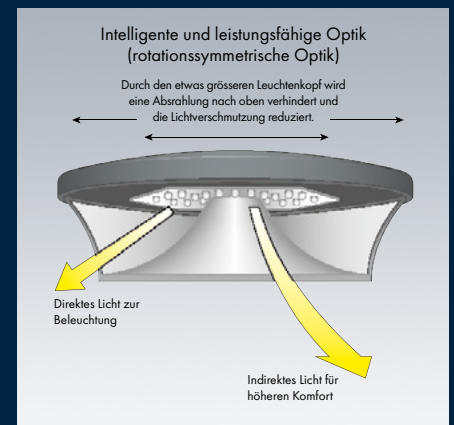 Intelligente und leistungsfähige Optik
(rotationssymmetrische Optik)
Durch den etwas grösseren Leuchtenkopf wird
eine Absrahlung nach oben verhindert und
die Lichtverschmutzung reduziert.
Direktes Licht zur
Beleuchtung
Indirektes Licht für
höheren Komfort